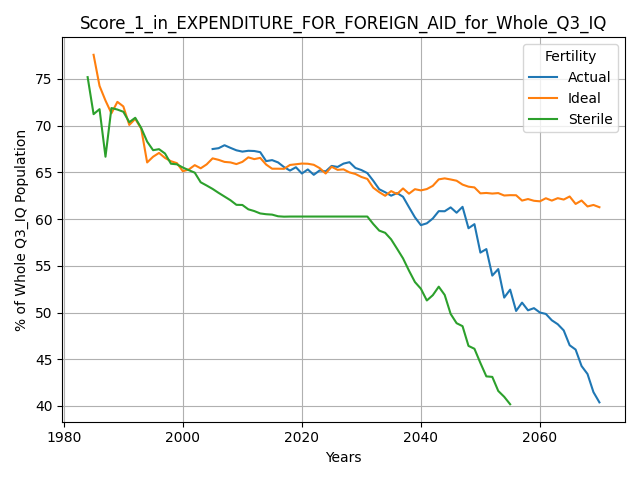 Score_1_in_EXPENDITURE_FOR_FOREIGN_AID_for_Whole_Q3_IQ
Fertility
Actual
Ideal
Sterile
% of Whole Q3_IQ Population
75
70
65
60
55
50
45
40
1980
2000
2020
2040
2060
Years